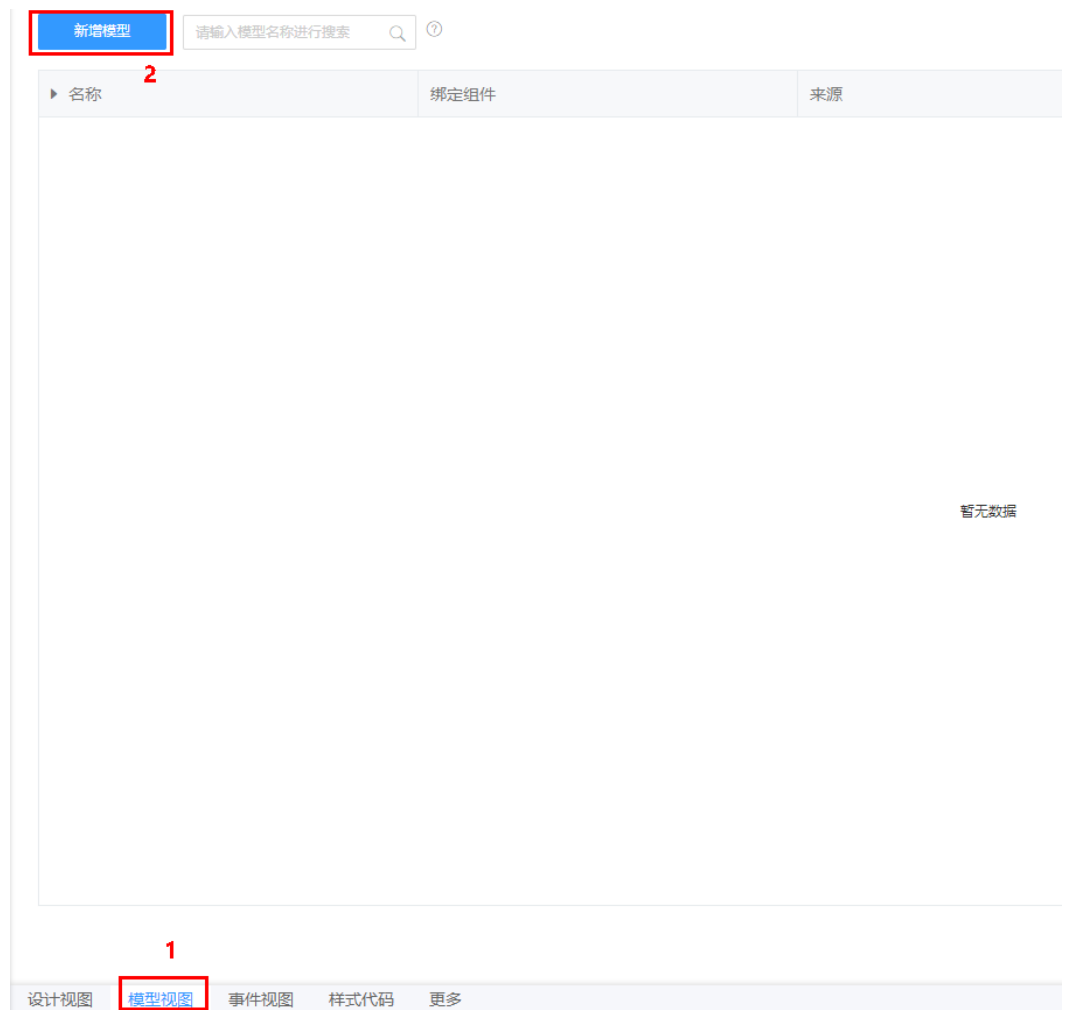 新增模型
请输入模型名称进行搜索
?
2
名称
绑定组件
来源
暂无数据
1
设计视图
模型视图
事件视图
样式代码
更多